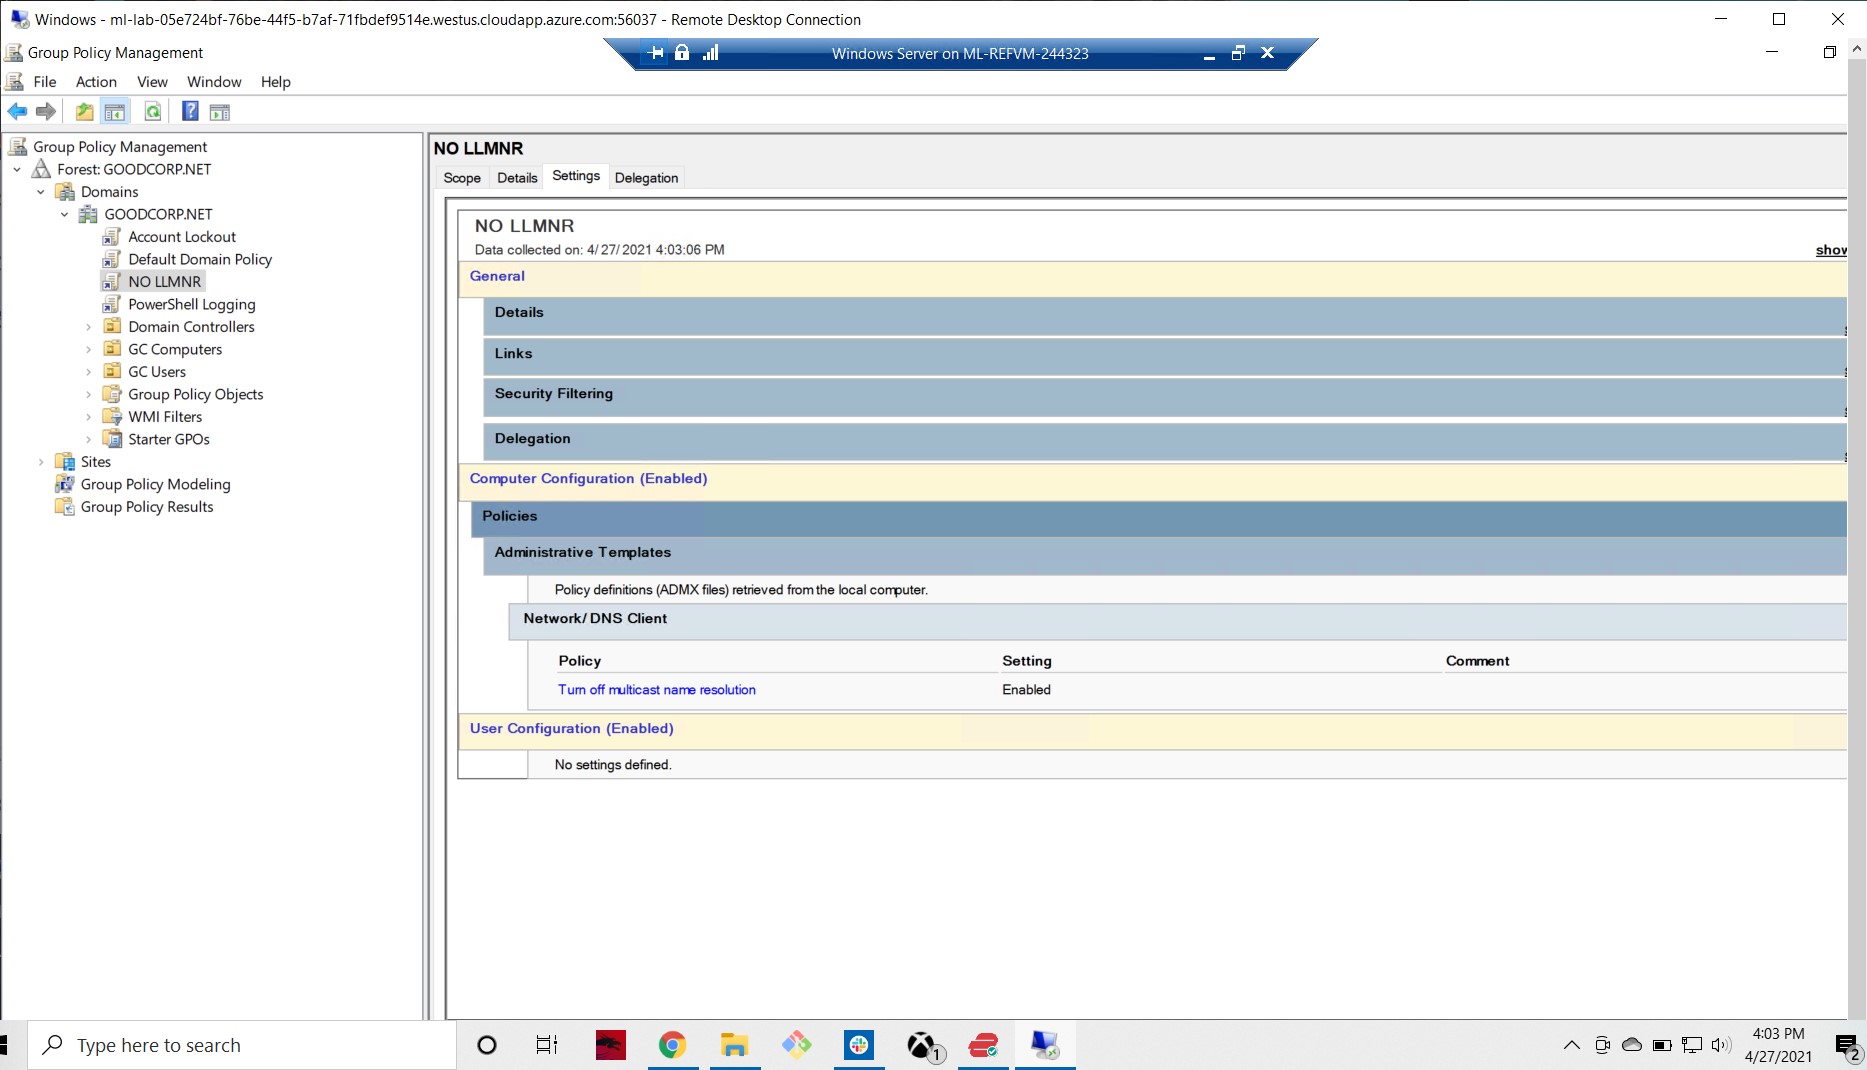 Windows - ml-lab-05e724bf-76be-44f5-b7af-71fbdef9514e.westus.cloudapp.azure.com:56037 - Remote Desktop Connection
Group Policy Management
Windows Server on ML-REFVM-244323
File Action View Window Help
Group Policy Management
Forest: GOODCORP.NET
Domains
GOODCORP.NET
Account Lockout
Default Domain Policy
NO LLMNR
PowerShell Logging
Domain Controllers
GC Computers
GC Users
Group Policy Objects
WMI Filters
Starter GPOs
Sites
Group Policy Modeling
Group Policy Results
NO LLMNR
Scope Details Settings Delegation
NO LLMNR
Data collected on: 4/27/2021 4:03:06 PM
show
General
Details
Links
Security Filtering
Delegation
Computer Configuration (Enabled)
Policies
Administrative Templates
Policy definitions (ADMX files) retrieved from the local computer.
Network/DNS Client
Policy Setting Comment
Turn off multicast name resolution Enabled
User Configuration (Enabled)
No settings defined.
Type here to search
1
4:03 PM
4/27/2021
2